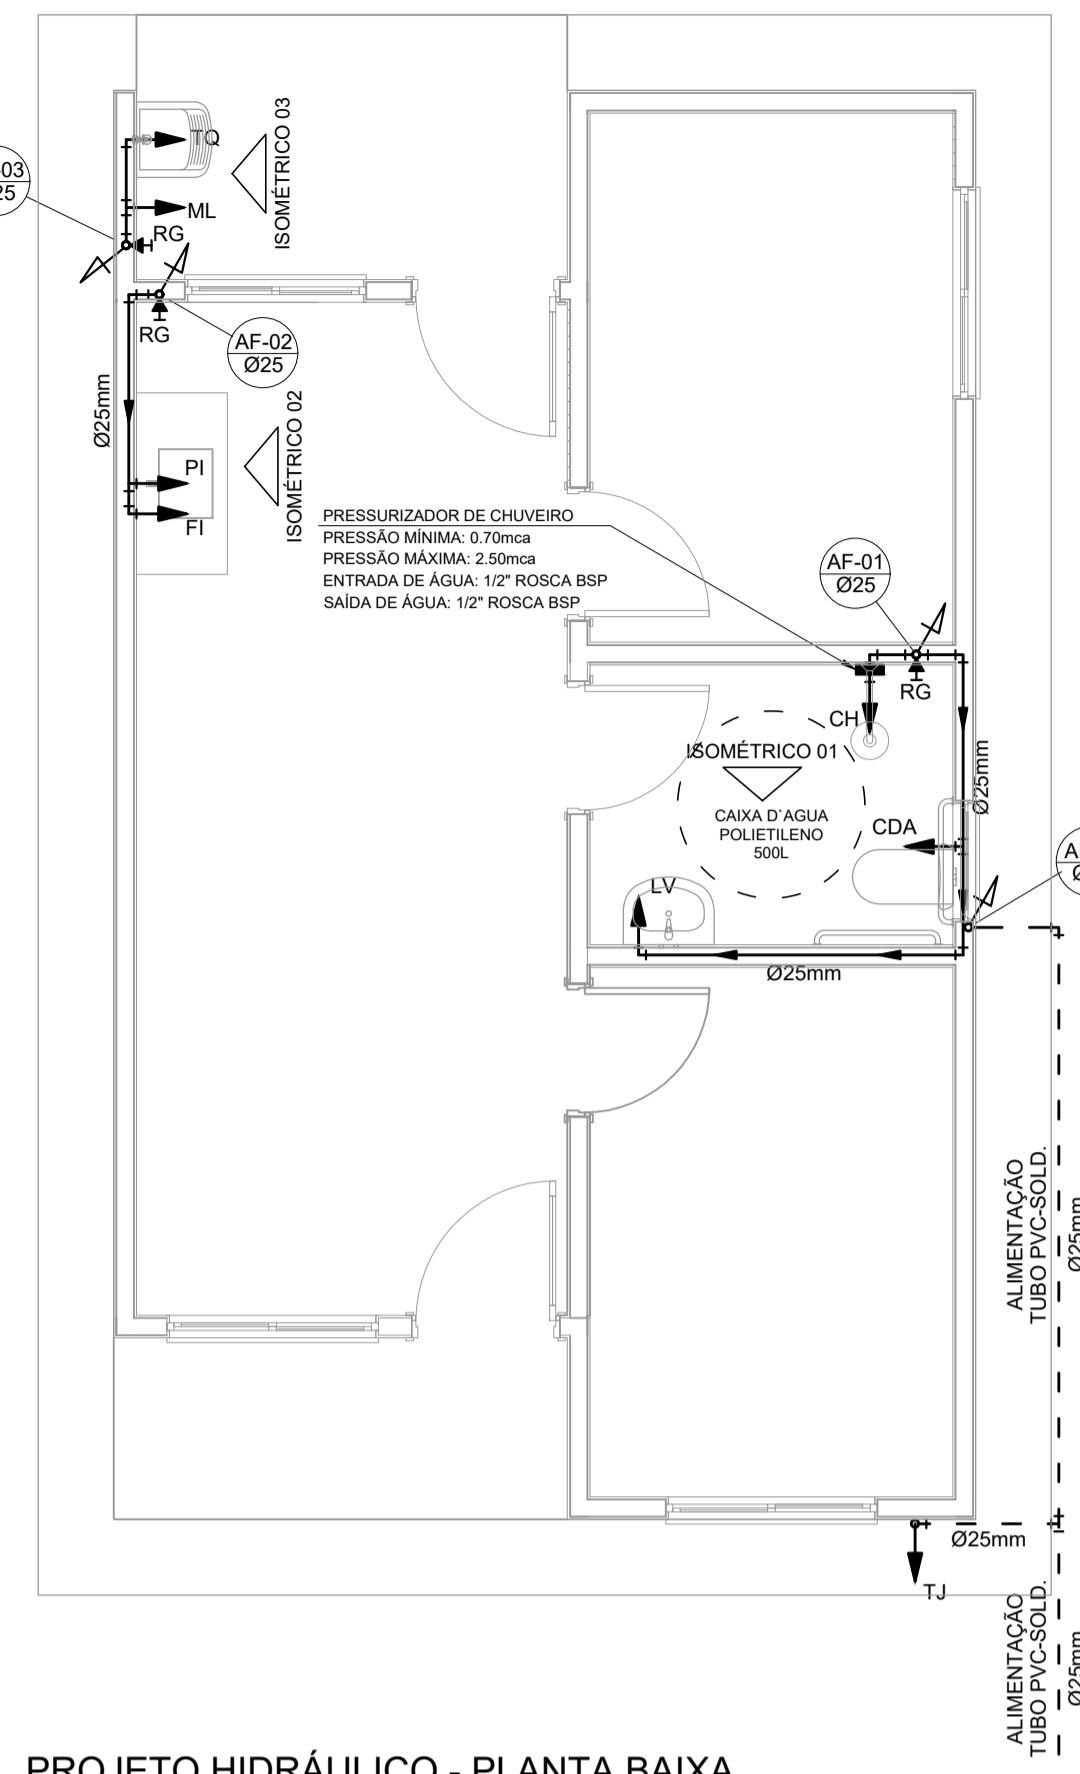 TQ
ISOMÉTRICO 03
03
25
ML
RG
RG
AF-02
Ø25
Ø25mm
ISOMÉTRICO 02
PI
FI
PRESSURIZADOR DE CHUVEIRO
PRESSÃO MÍNIMA: 0.70mca
PRESSÃO MÁXIMA: 2.50mca
ENTRADA DE ÁGUA: 1/2" ROSCA BSP
SAÍDA DE ÁGUA: 1/2" ROSCA BSP
AF-01
Ø25
RG
CH
ISOMÉTRICO 01
Ø25mm
CAIXA D`AGUA
POLIETILENO
500L
CDA
LV
Ø25mm
ALIMENTAÇÃO
TUBO PVC-SOLD.
Ø25mm
Ø25mm
TJ
ALIMENTAÇÃO
TUBO PVC-SOLD.
Ø25mm
PROJETO HIDRÁULICO - PLANTA BAIXA